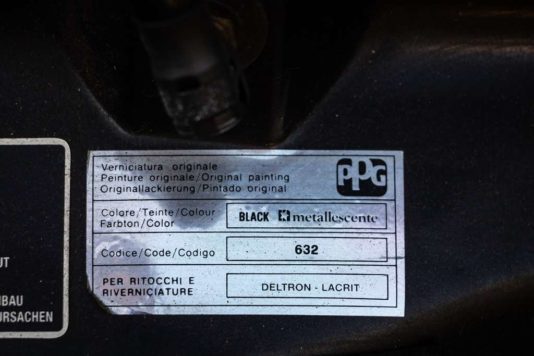 Verniciatura originale
Peinture originale/Original painting
Originallackierung/Pintado original
PPG
Colore/Teinte/Colour
Farbton/Color
BLACK metallescente
Codice/Code/Codigo
632
PER RITOCCHI E
RIVERNICIATURE
DELTRON - LACRIT
UT
NBAU
URSACHEN